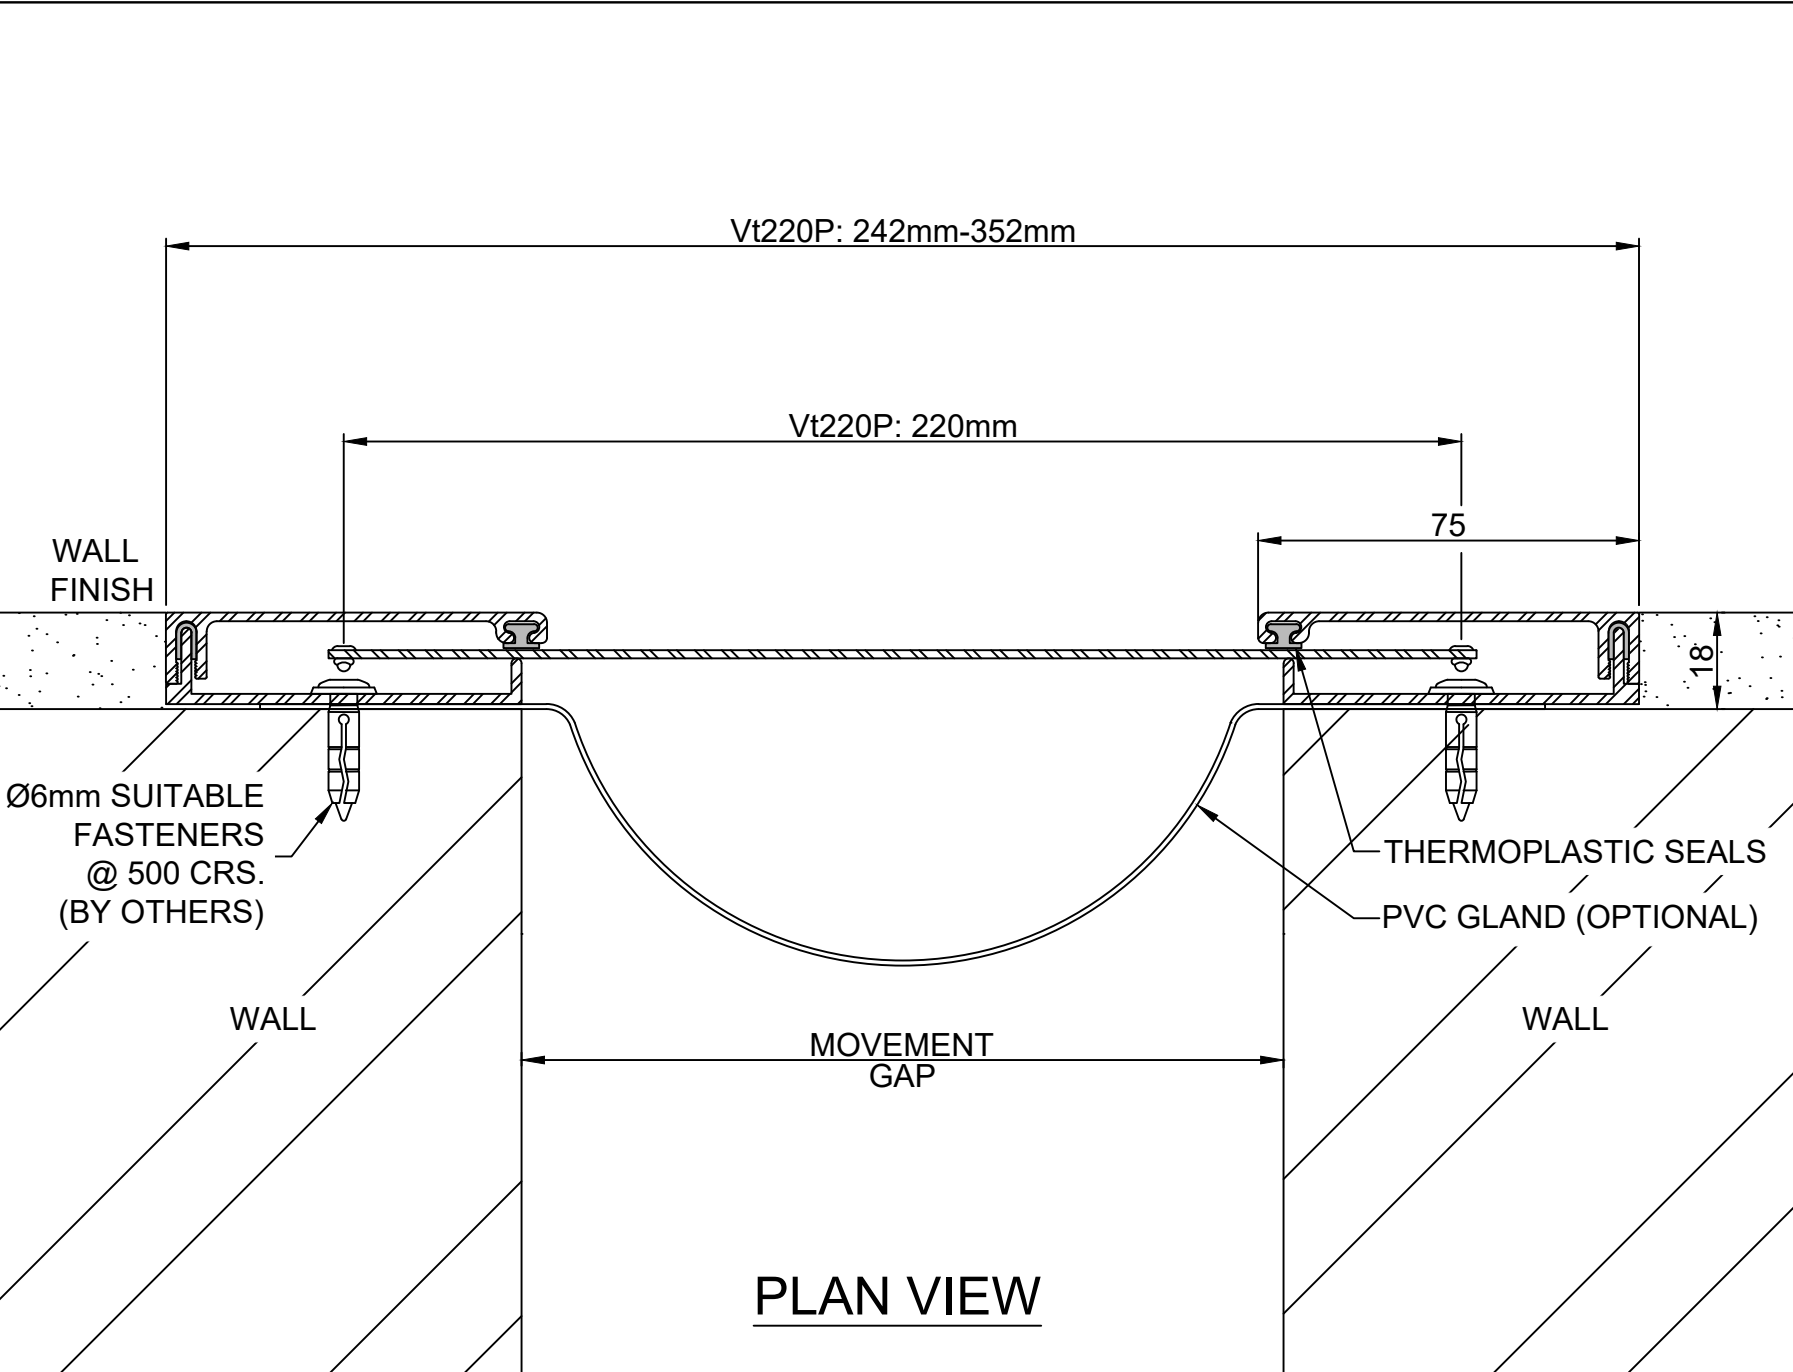 Vt220P: 242mm-352mm
Vt220P: 220mm
75
WALL
FINISH
18
Ø6mm SUITABLE
FASTENERS
@ 500 CRS.
(BY OTHERS)
THERMOPLASTIC SEALS
PVC GLAND (OPTIONAL)
WALL
WALL
MOVEMENT
GAP
PLAN VIEW